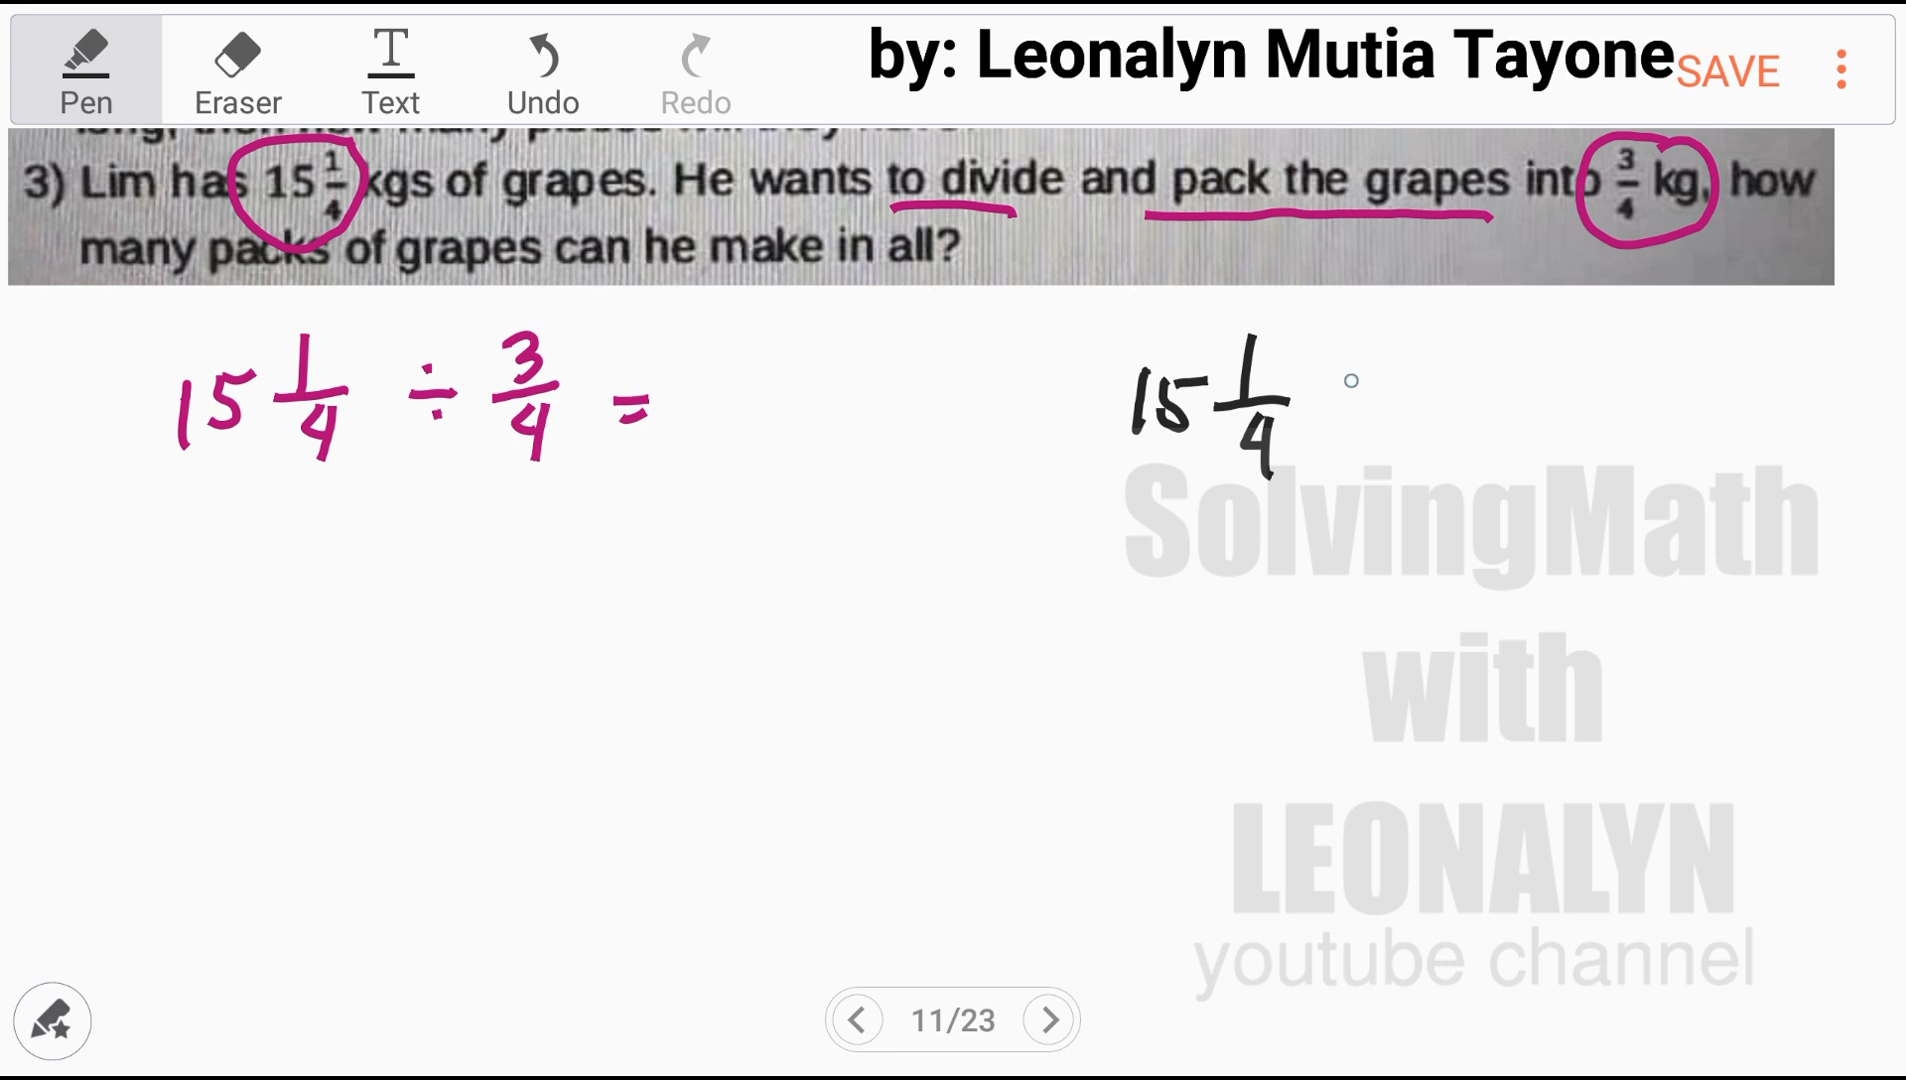 Pen
Eraser
Text
Undo
Redo
by: Leonalyn Mutia Tayone
SAVE
3) Lim has 15 1/4 kgs of grapes. He wants to divide and pack the grapes into 3/4 kg, how
many packs of grapes can he make in all?
15 1/4 ÷ 3/4 =
15 1/4
SolvingMath
with
LEONALYN
youtube channel
11/23